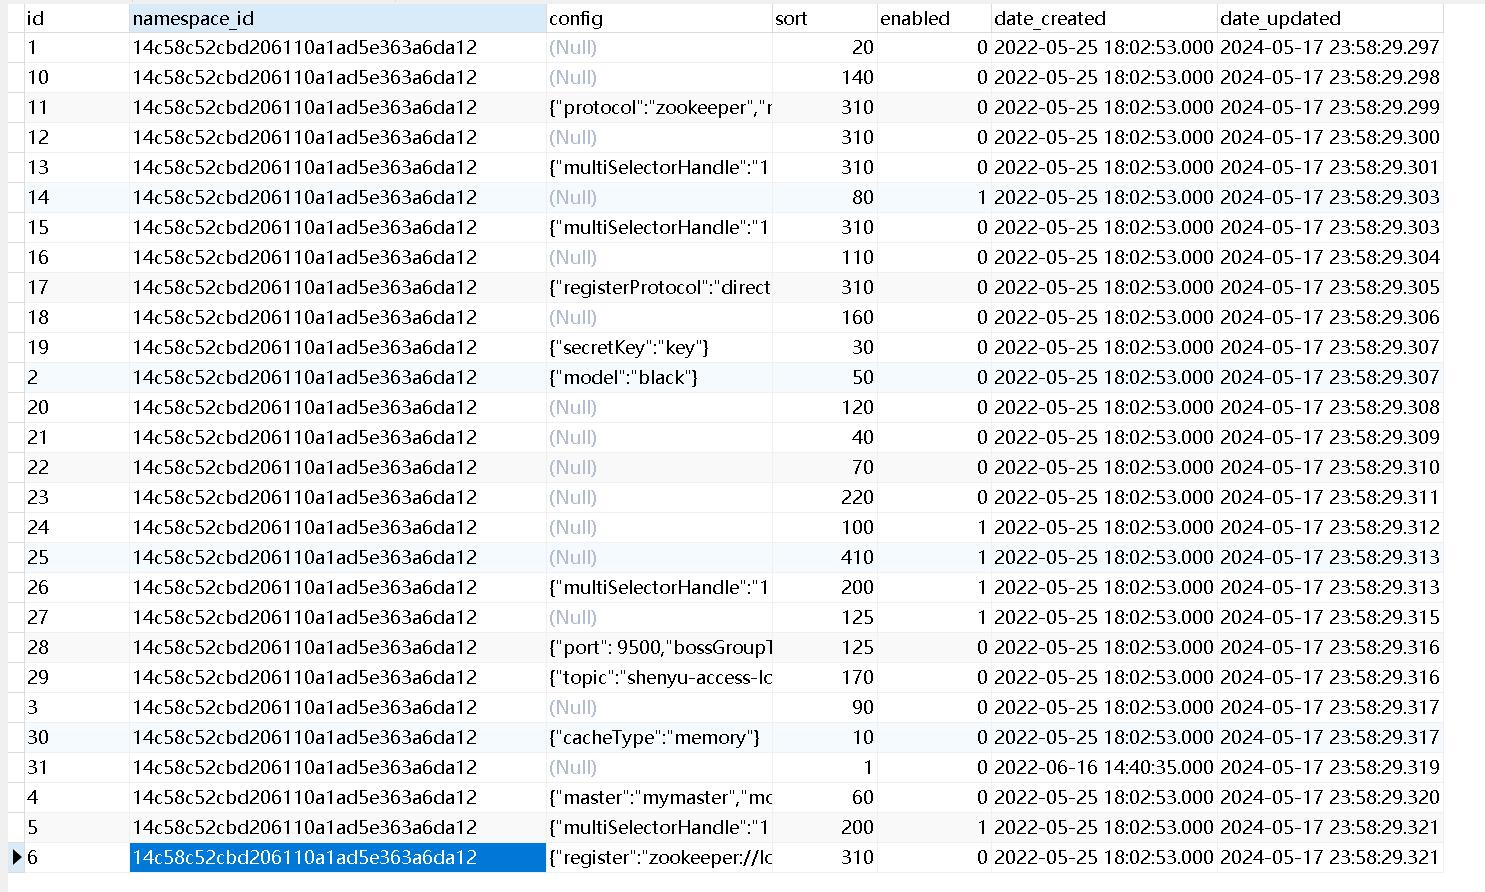 id namespace_id config sort enabled date_created date_updated
1 14c58c52cbd206110a1ad5e363a6da12 (Null) 20 0 2022-05-25 18:02:53.000 2024-05-17 23:58:29.297
10 14c58c52cbd206110a1ad5e363a6da12 (Null) 140 0 2022-05-25 18:02:53.000 2024-05-17 23:58:29.298
11 14c58c52cbd206110a1ad5e363a6da12 {"protocol":"zookeeper","r 310 0 2022-05-25 18:02:53.000 2024-05-17 23:58:29.299
12 14c58c52cbd206110a1ad5e363a6da12 (Null) 310 0 2022-05-25 18:02:53.000 2024-05-17 23:58:29.300
13 14c58c52cbd206110a1ad5e363a6da12 {"multiSelectorHandle":"1 310 0 2022-05-25 18:02:53.000 2024-05-17 23:58:29.301
14 14c58c52cbd206110a1ad5e363a6da12 (Null) 80 1 2022-05-25 18:02:53.000 2024-05-17 23:58:29.303
15 14c58c52cbd206110a1ad5e363a6da12 {"multiSelectorHandle":"1 310 0 2022-05-25 18:02:53.000 2024-05-17 23:58:29.303
16 14c58c52cbd206110a1ad5e363a6da12 (Null) 110 0 2022-05-25 18:02:53.000 2024-05-17 23:58:29.304
17 14c58c52cbd206110a1ad5e363a6da12 {"registerProtocol":"direct 310 0 2022-05-25 18:02:53.000 2024-05-17 23:58:29.305
18 14c58c52cbd206110a1ad5e363a6da12 (Null) 160 0 2022-05-25 18:02:53.000 2024-05-17 23:58:29.306
19 14c58c52cbd206110a1ad5e363a6da12 {"secretKey":"key"} 30 0 2022-05-25 18:02:53.000 2024-05-17 23:58:29.307
2 14c58c52cbd206110a1ad5e363a6da12 {"model":"black"} 50 0 2022-05-25 18:02:53.000 2024-05-17 23:58:29.307
20 14c58c52cbd206110a1ad5e363a6da12 (Null) 120 0 2022-05-25 18:02:53.000 2024-05-17 23:58:29.308
21 14c58c52cbd206110a1ad5e363a6da12 (Null) 40 0 2022-05-25 18:02:53.000 2024-05-17 23:58:29.309
22 14c58c52cbd206110a1ad5e363a6da12 (Null) 70 0 2022-05-25 18:02:53.000 2024-05-17 23:58:29.310
23 14c58c52cbd206110a1ad5e363a6da12 (Null) 220 0 2022-05-25 18:02:53.000 2024-05-17 23:58:29.311
24 14c58c52cbd206110a1ad5e363a6da12 (Null) 100 1 2022-05-25 18:02:53.000 2024-05-17 23:58:29.312
25 14c58c52cbd206110a1ad5e363a6da12 (Null) 410 1 2022-05-25 18:02:53.000 2024-05-17 23:58:29.313
26 14c58c52cbd206110a1ad5e363a6da12 {"multiSelectorHandle":"1 200 1 2022-05-25 18:02:53.000 2024-05-17 23:58:29.313
27 14c58c52cbd206110a1ad5e363a6da12 (Null) 125 1 2022-05-25 18:02:53.000 2024-05-17 23:58:29.315
28 14c58c52cbd206110a1ad5e363a6da12 {"port": 9500,"bossGroupT 125 0 2022-05-25 18:02:53.000 2024-05-17 23:58:29.316
29 14c58c52cbd206110a1ad5e363a6da12 {"topic":"shenyu-access-lo 170 0 2022-05-25 18:02:53.000 2024-05-17 23:58:29.316
3 14c58c52cbd206110a1ad5e363a6da12 (Null) 90 0 2022-05-25 18:02:53.000 2024-05-17 23:58:29.317
30 14c58c52cbd206110a1ad5e363a6da12 {"cacheType":"memory"} 10 0 2022-05-25 18:02:53.000 2024-05-17 23:58:29.317
31 14c58c52cbd206110a1ad5e363a6da12 (Null) 1 0 2022-06-16 14:40:35.000 2024-05-17 23:58:29.319
4 14c58c52cbd206110a1ad5e363a6da12 {"master":"mymaster","mo 60 0 2022-05-25 18:02:53.000 2024-05-17 23:58:29.320
5 14c58c52cbd206110a1ad5e363a6da12 {"multiSelectorHandle":"1 200 1 2022-05-25 18:02:53.000 2024-05-17 23:58:29.321
6 14c58c52cbd206110a1ad5e363a6da12 {"register":"zookeeper://lo 310 0 2022-05-25 18:02:53.000 2024-05-17 23:58:29.321